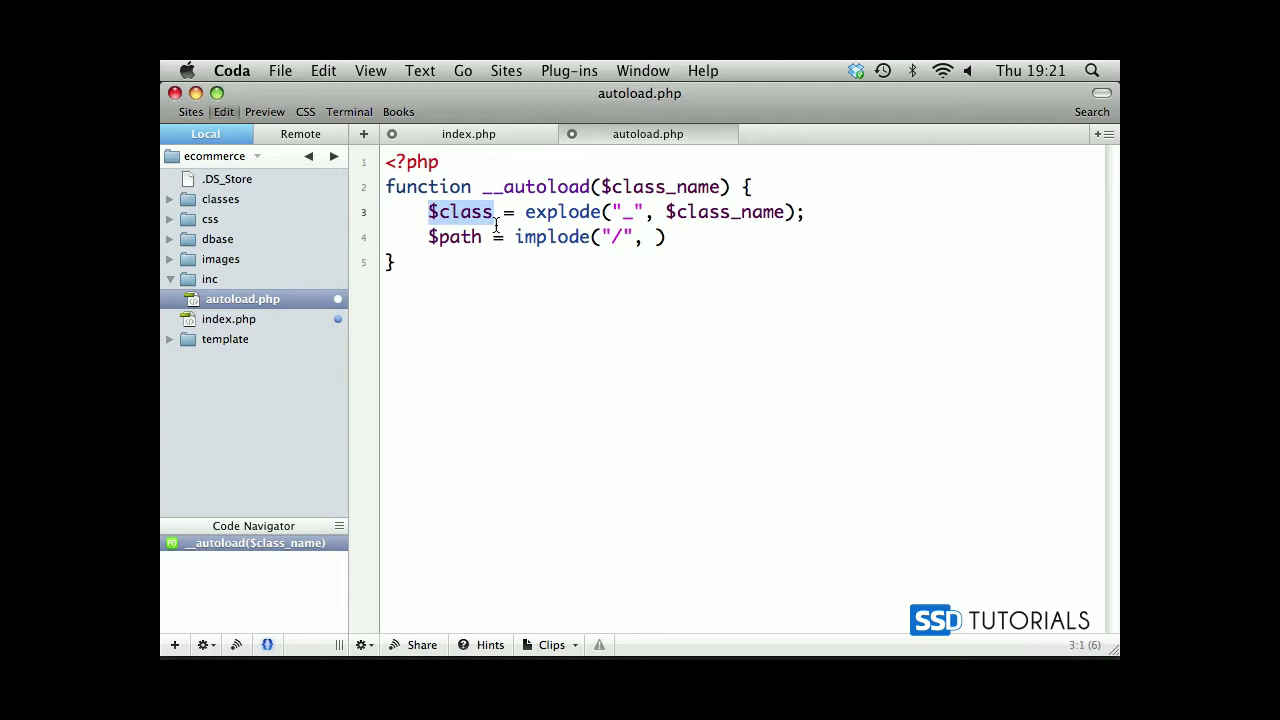 Coda File Edit View Text Go Sites Plug-ins Window Help Thu 19:21
autoload.php
Sites Edit Preview CSS Terminal Books Search
Local Remote + index.php autoload.php +
ecommerce
.DS_Store
classes
css
dbase
images
inc
autoload.php
index.php
template
1 <?php
2 function __autoload($class_name) {
3 $class = explode("_", $class_name);
4 $path = implode("/", )
5 }
Code Navigator
FO __autoload($class_name)
SSD TUTORIALS
+ Share Hints Clips 3:1 (6)